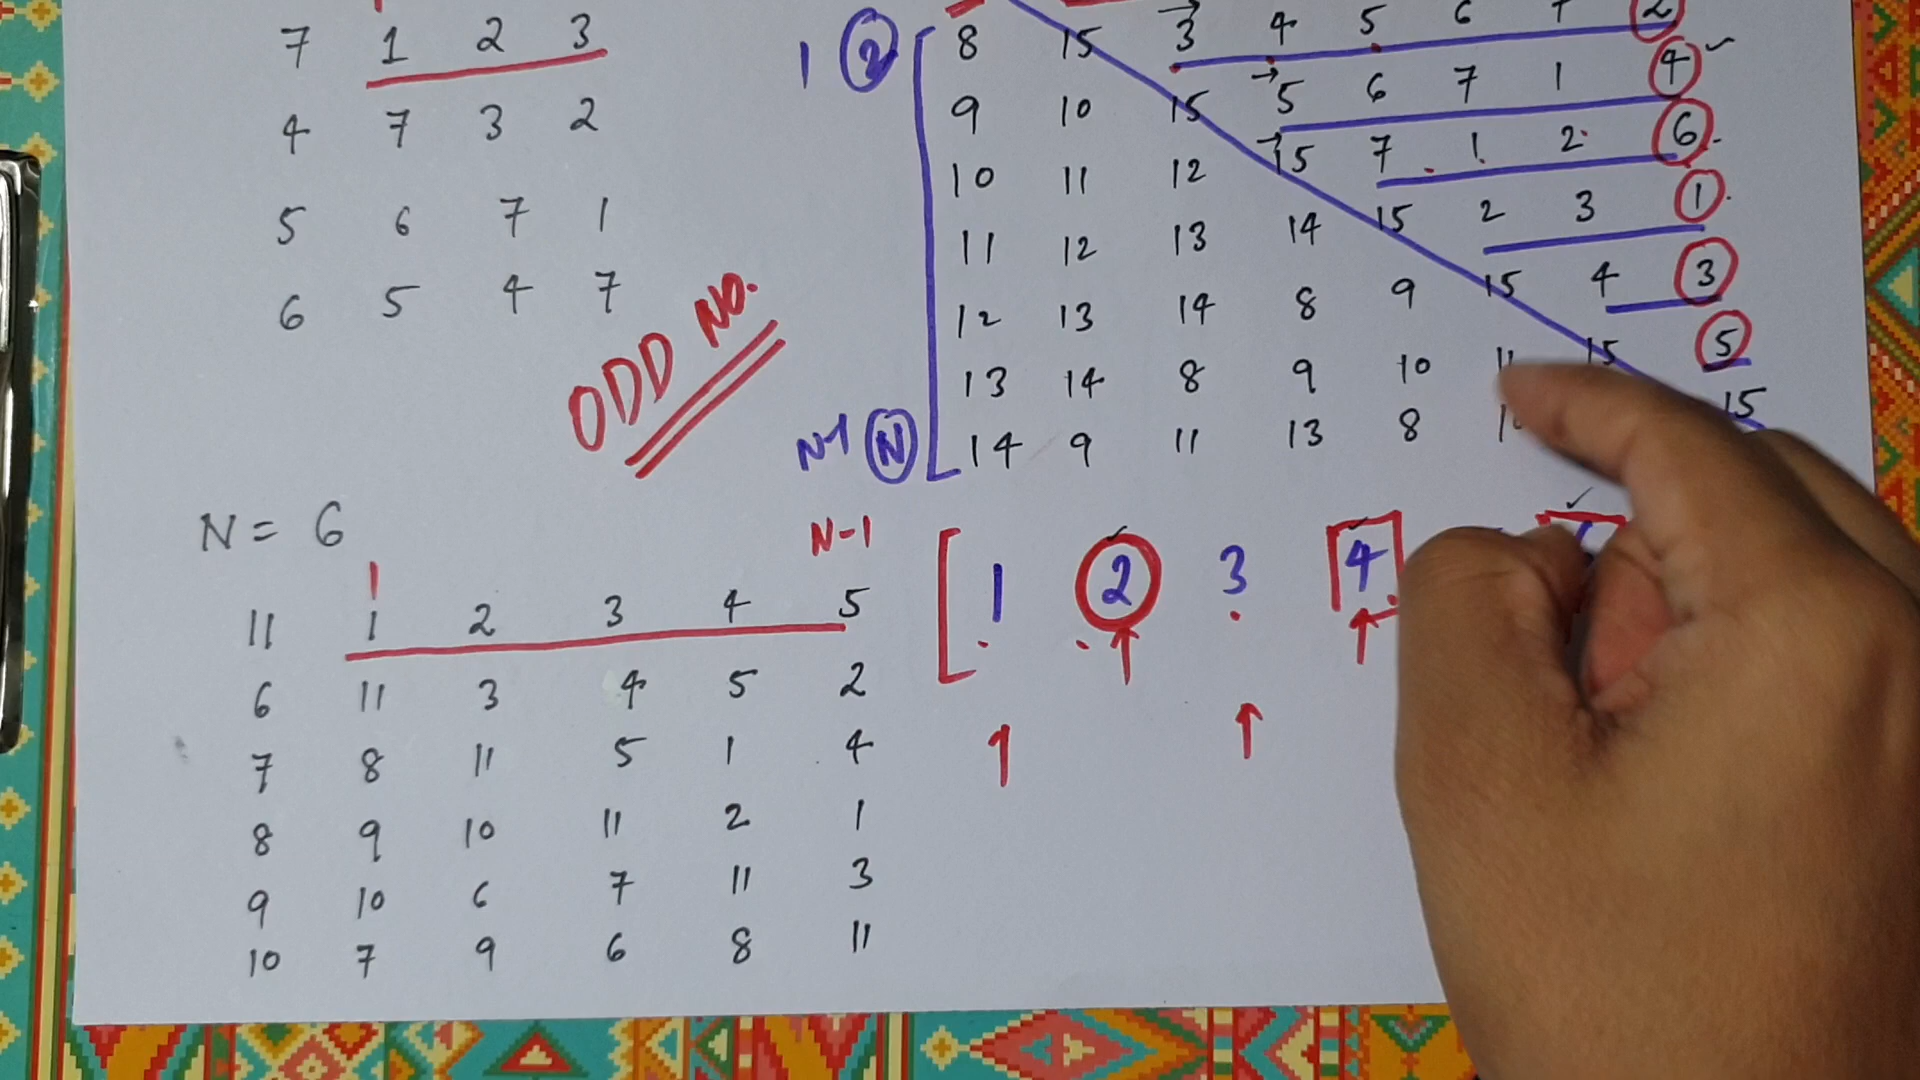 7 1 2 3
4 7 3 2
5 6 7 1
6 5 4 7
ODD NO.
1 2 8 15 3 4 5 6 7 2
9 10 15 5 6 7 1 4
10 11 12 15 7 1 2 6
11 12 13 14 15 2 3 1
12 13 14 8 9 15 4 3
13 14 8 9 10 11 15 5
N-1 N 14 9 11 13 8 15
N = 6
N-1 1 2 3 4
1
11 1 2 3 4 5
6 11 3 4 5 2
7 8 11 5 1 4
8 9 10 11 2 1
9 10 6 7 11 3
10 7 9 6 8 11